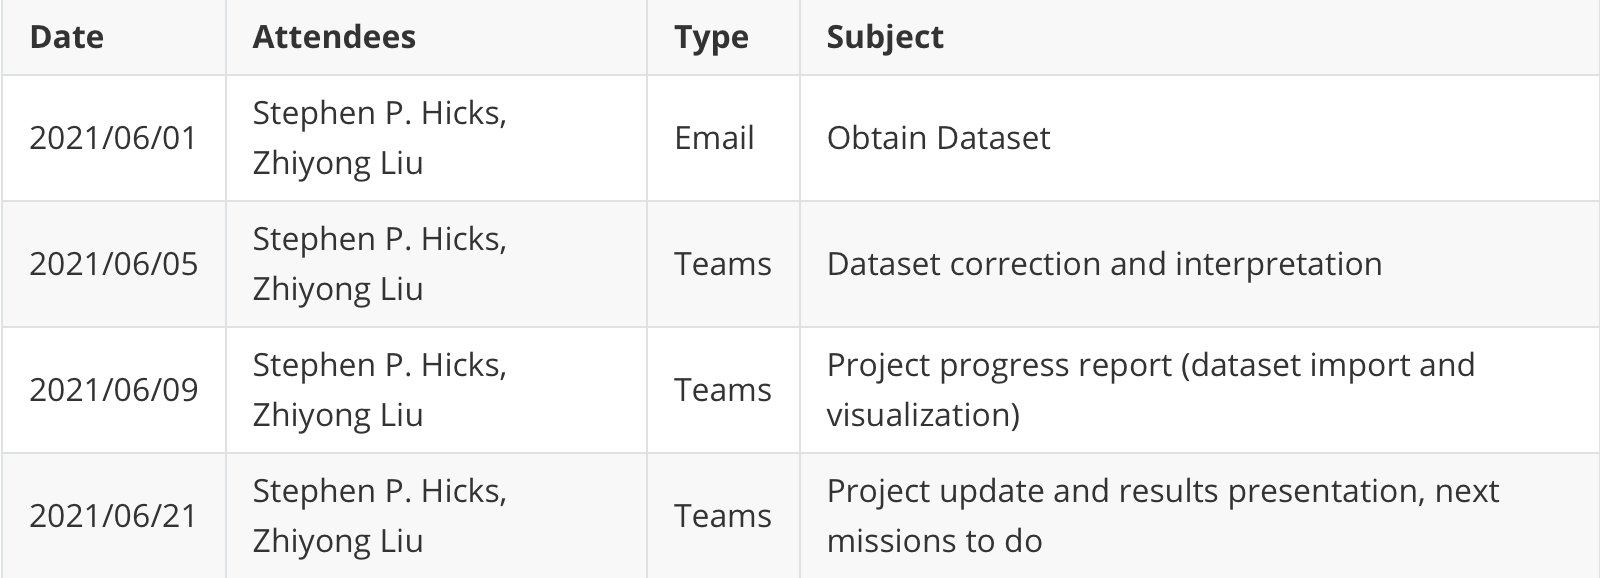 Date Attendees Type Subject
Stephen P. Hicks,
2021/06/01 Email Obtain Dataset
Zhiyong Liu
Stephen P. Hicks,
2021/06/05 Teams Dataset correction and interpretation
Zhiyong Liu
Stephen P. Hicks, Project progress report (dataset import and
2021/06/09 Teams
Zhiyong Liu visualization)
Stephen P. Hicks, Project update and results presentation, next
2021/06/21 Teams
Zhiyong Liu missions to do